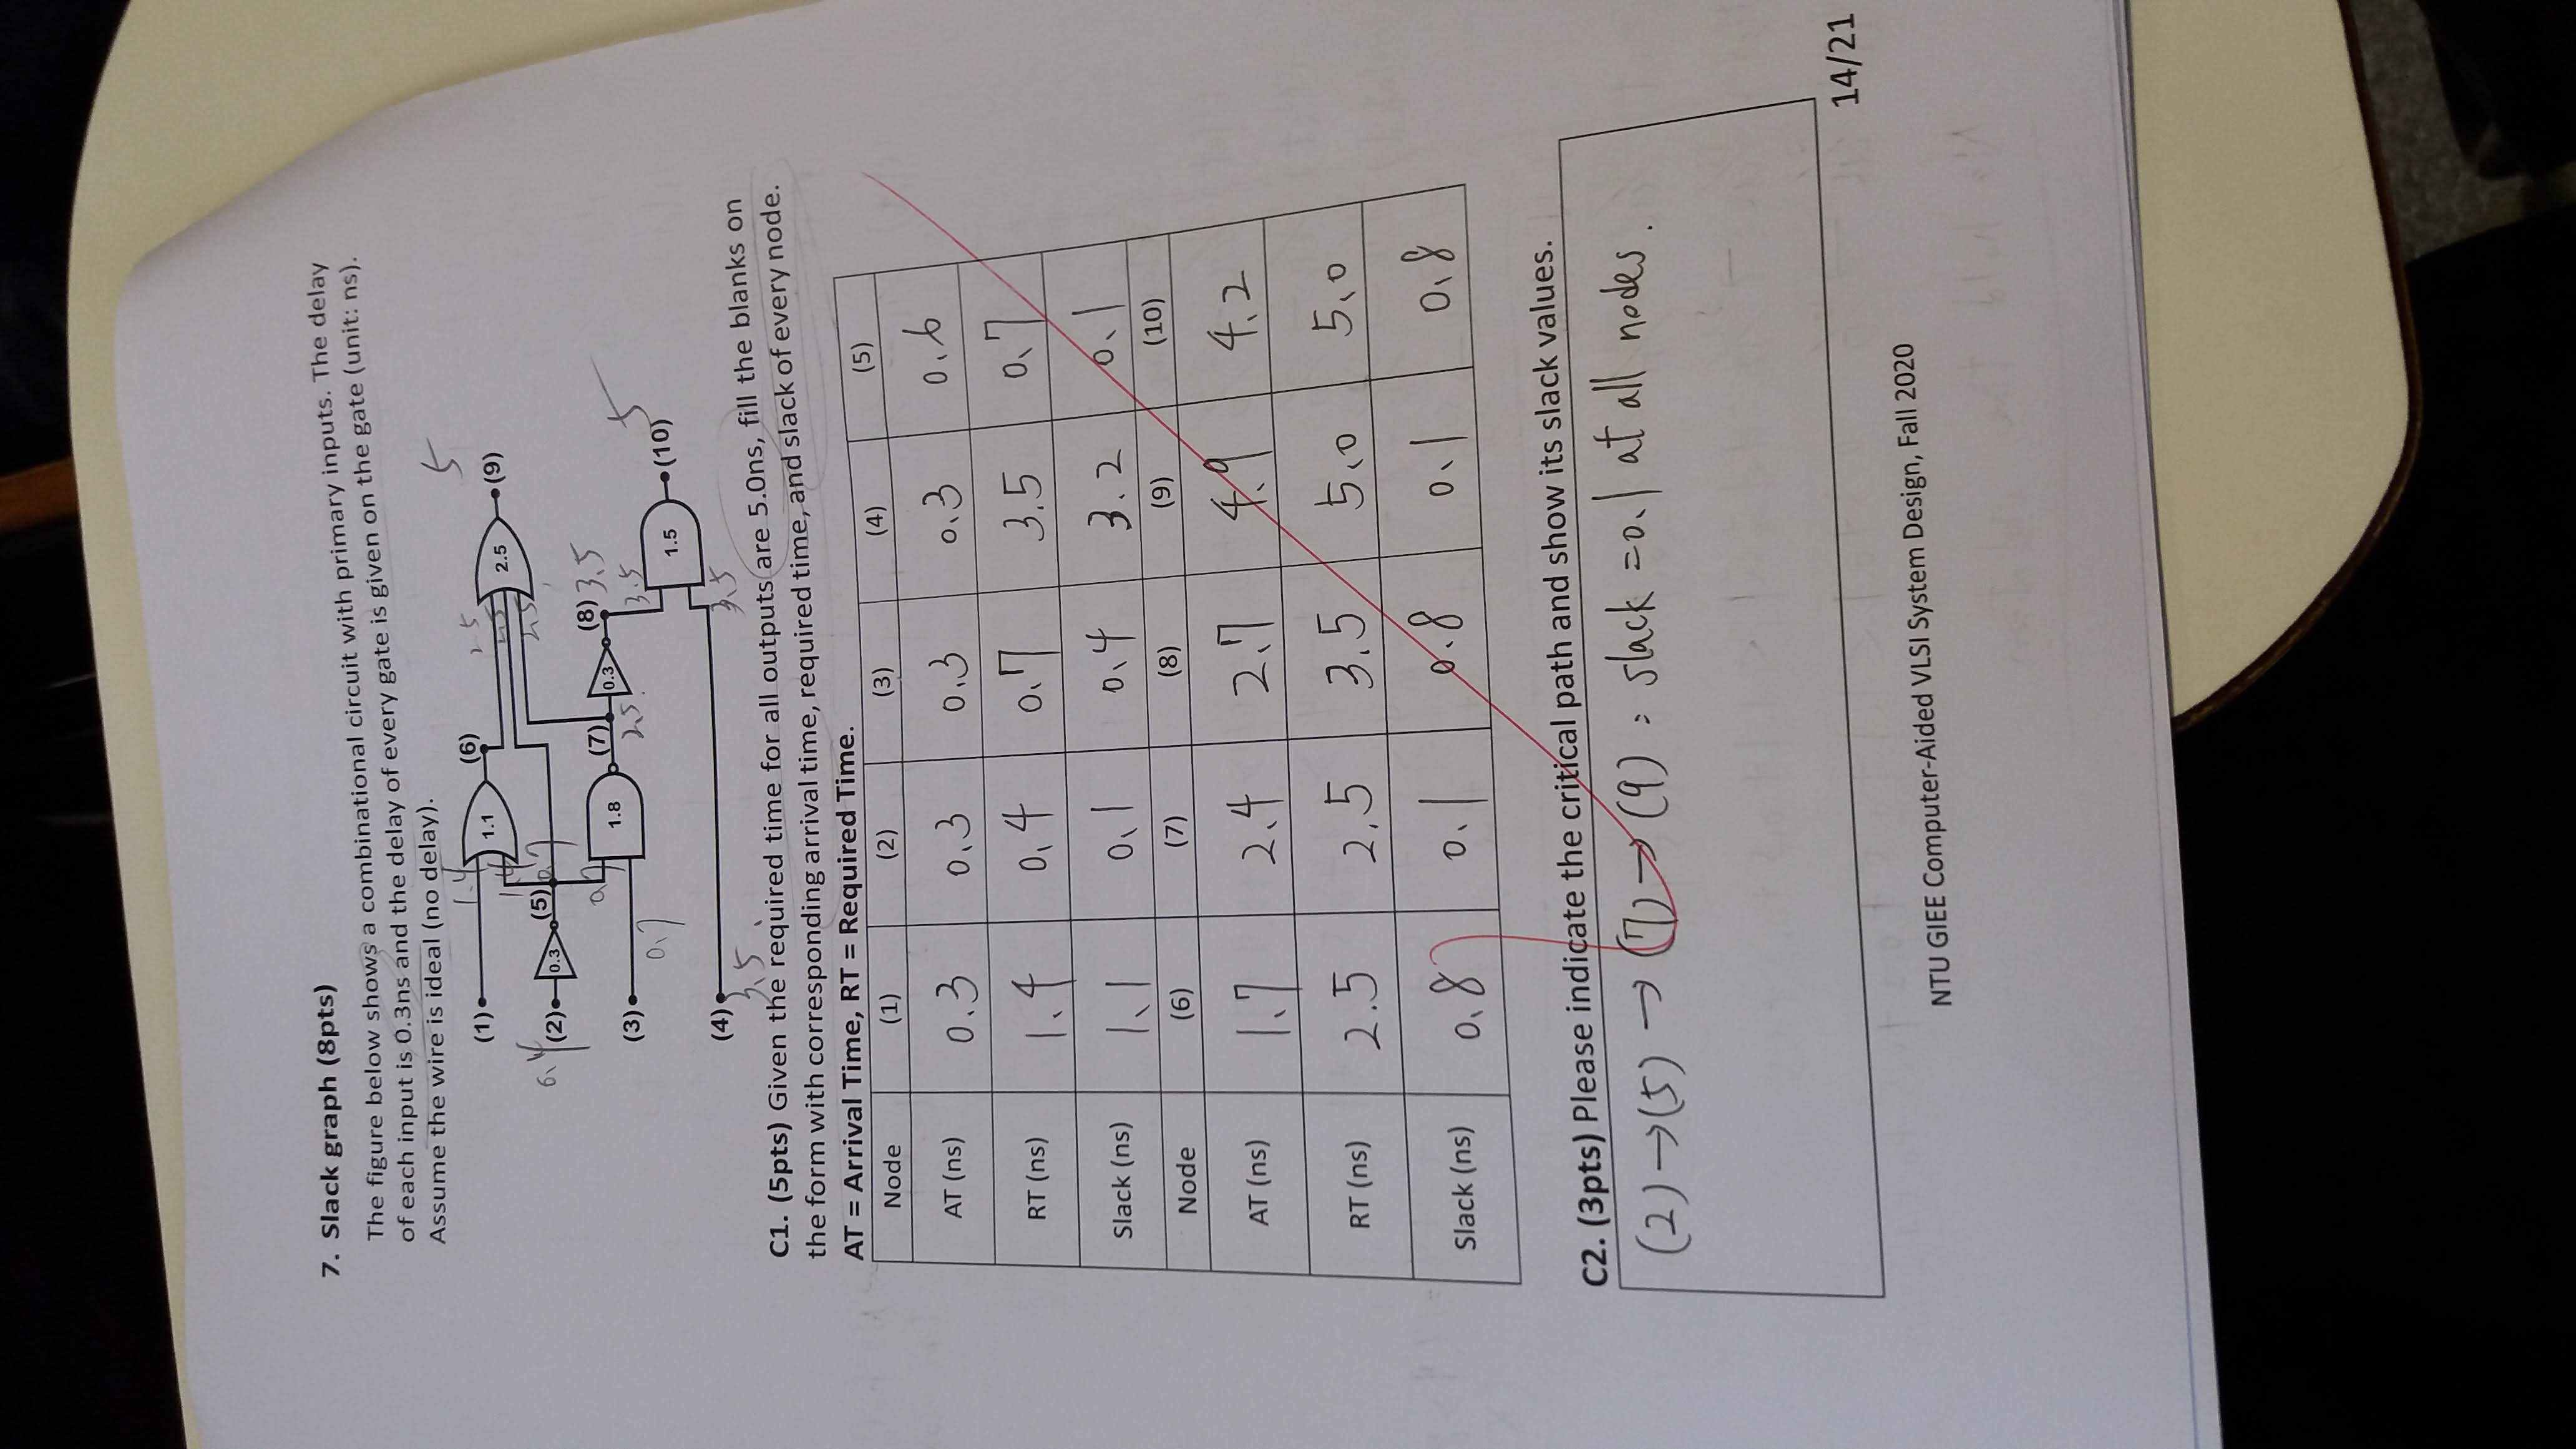 7. Slack graph (8pts)
The figure below shows a combinational circuit with primary inputs. The delay
of each input is 0.3ns and the delay of every gate is given on the gate (unit: ns).
Assume the wire is ideal (no delay).
5
(1) 1.4 1.1 (6) 2.5 2.5 (9)
1.4 2.5
0.4 (2) 0.3 (5) 0.7 2.5
0.7 1.8 (7) 0.3 (8) 3.5
(3) 2.5 3.5 5
0.7 1.5 (10)
(4) 3.5
3.5
C1. (5pts) Given the required time for all outputs are 5.0ns, fill the blanks on
the form with corresponding arrival time, required time, and slack of every node.
AT = Arrival Time, RT = Required Time.
Node (1) (2) (3) (4) (5)
AT (ns) 0.3 0.3 0.3 0.3 0.6
RT (ns) 1.4 0.4 0.7 3.5 0.7
Slack (ns) 1.1 0.1 0.4 3.2 0.1
Node (6) (7) (8) (9) (10)
AT (ns) 1.7 2.4 2.7 4.9 4.2
RT (ns) 2.5 2.5 3.5 5.0 5.0
Slack (ns) 0.8 0.1 0.8 0.1 0.8
C2. (3pts) Please indicate the critical path and show its slack values.
(2)→(5)→(7)→(9) : slack =0.1 at all nodes.
14/21
NTU GIEE Computer-Aided VLSI System Design, Fall 2020